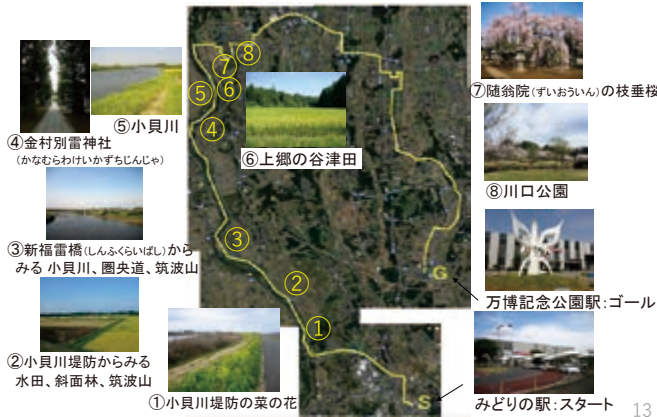 ④金村別雷神社
(かなむらわけいかずちじんじゃ)
⑤小貝川
③新福雷橋(しんふくらいばし)から
みる 小貝川、圏央道、筑波山
②小貝川堤防からみる
水田、斜面林、筑波山
①小貝川堤防の菜の花
⑧
⑦
⑥
⑤
④
⑥上郷の谷津田
③
②
①
G
S
⑦随翁院(ずいおういん)の枝垂桜
⑧川口公園
万博記念公園駅:ゴール
みどりの駅:スタート
13